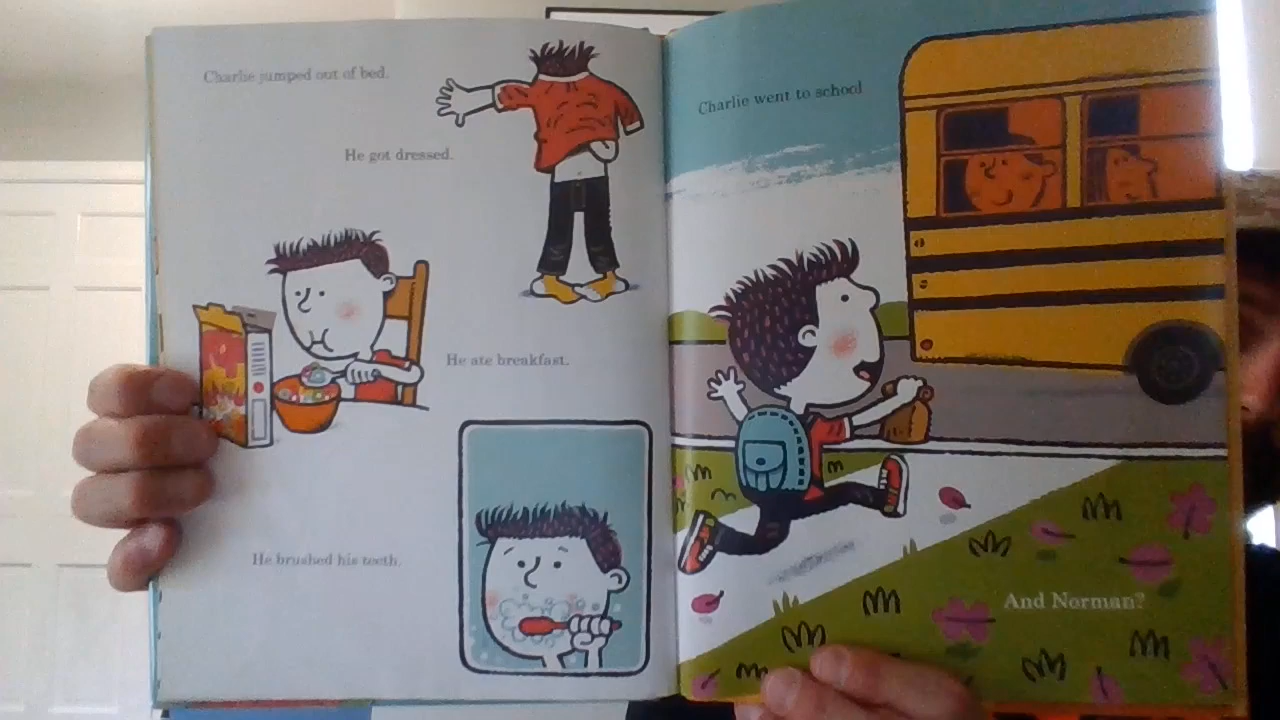 Charlie jumped out of bed.
He got dressed.
He ate breakfast.
He brushed his teeth.
Charlie went to school
And Norman?